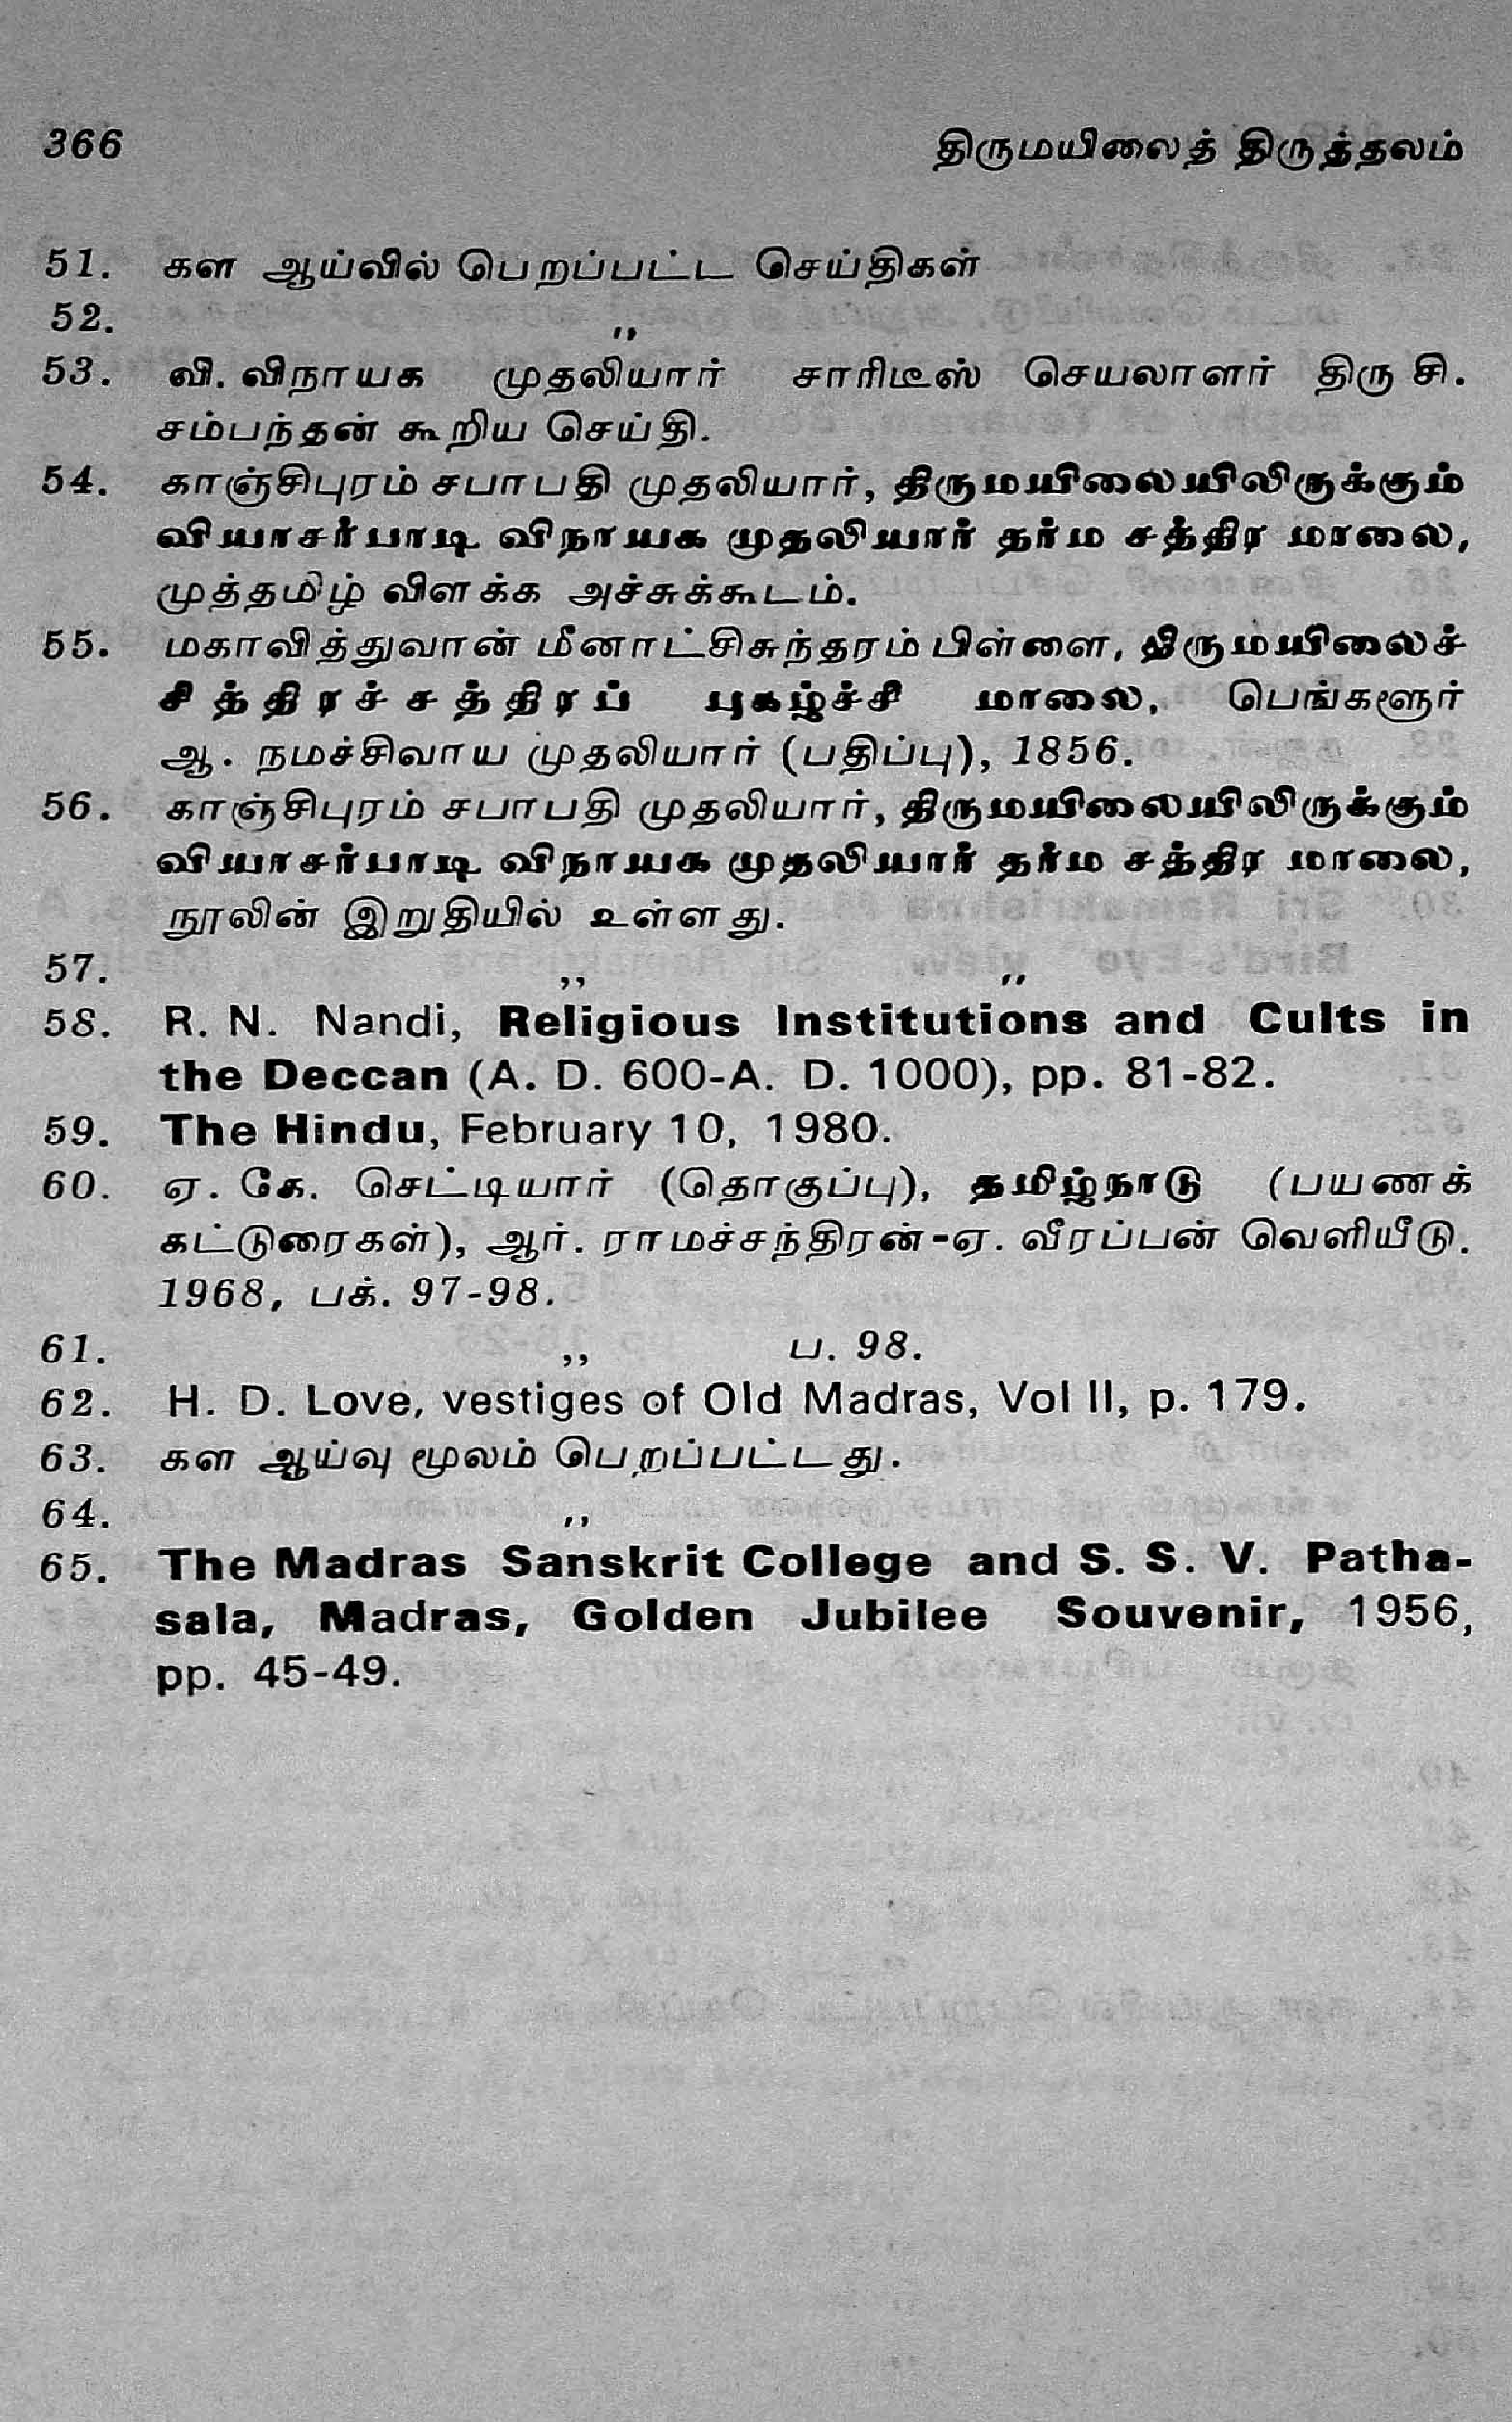 366 திருமயிலைத் திருத்தலம்
51. கள ஆய்வில் பெறப்பட்ட செய்திகள்
52. ,,
53. வி. விநாயக முதலியார் சாரிடீஸ் செயலாளர் திரு சி.
சம்பந்தன் கூறிய செய்தி.
54. காஞ்சிபுரம் சபாபதி முதலியார், திருமயிலையிலிருக்கும்
வியாசர்பாடி விநாயக முதலியார் தர்ம சத்திர மாலை,
முத்தமிழ் விளக்க அச்சுக்கூடம்.
55. மகாவித்துவான் மீனாட்சிசுந்தரம் பிள்ளை, திருமயிலைச்
சித்திரச்சத்திரப் புகழ்ச்சி மாலை, பெங்களூர்
ஆ. நமச்சிவாய முதலியார் (பதிப்பு), 1856.
56. காஞ்சிபுரம் சபாபதி முதலியார், திருமயிலையிலிருக்கும்
வியாசர்பாடி விநாயக முதலியார் தர்ம சத்திர மாலை,
நூலின் இறுதியில் உள்ளது.
57. ,, ,,
58. R. N. Nandi, Religious Institutions and Cults in
the Deccan (A. D. 600-A. D. 1000), pp. 81-82.
59. The Hindu, February 10, 1980.
60. ஏ. கே. செட்டியார் (தொகுப்பு), தமிழ்நாடு (பயணக்
கட்டுரைகள்), ஆர். ராமச்சந்திரன்-ஏ. வீரப்பன் வெளியீடு.
1968, பக். 97-98.
61. ,, ப. 98.
62. H. D. Love, vestiges of Old Madras, Vol II, p. 179.
63. கள ஆய்வு மூலம் பெறப்பட்டது.
64. ,,
65. The Madras Sanskrit College and S. S. V. Patha-
sala, Madras, Golden Jubilee Souvenir, 1956,
pp. 45-49.